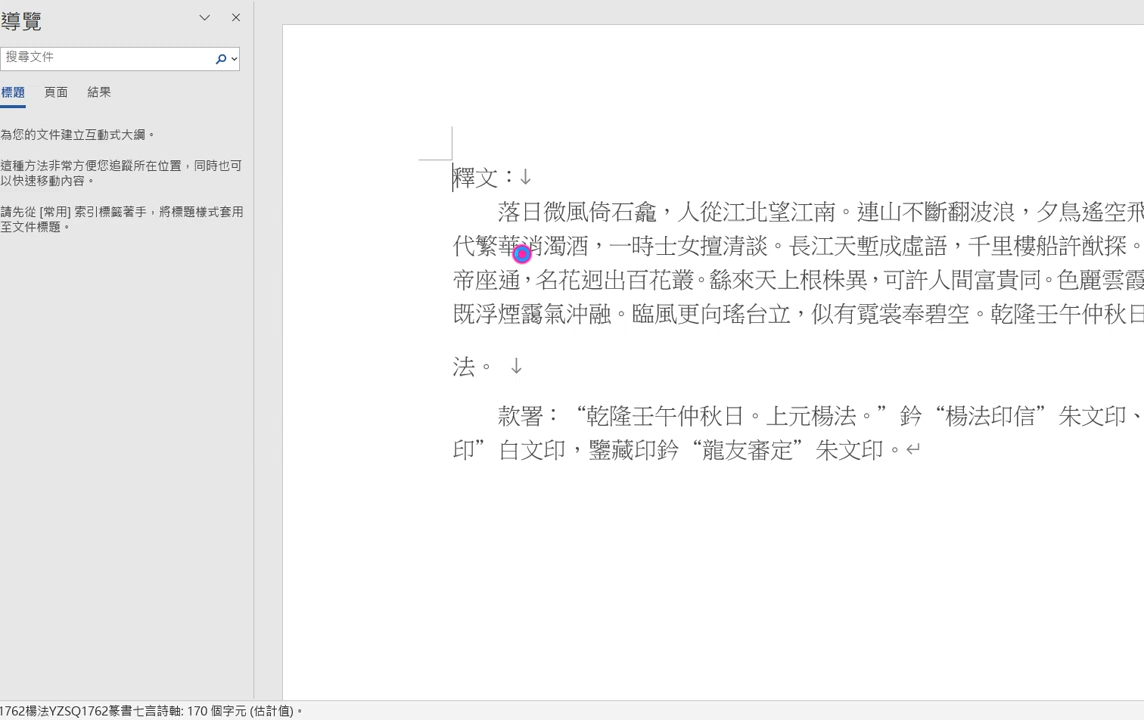 導覽
搜尋文件
標題 頁面 結果
為您的文件建立互動式大綱。
這種方法非常方便您追蹤所在位置，同時也可
以快速移動內容。
請先從 [常用] 索引標籤著手，將標題樣式套用
至文件標題。
釋文：↓
落日微風倚石龕，人從江北望江南。連山不斷翻波浪，夕鳥遙空飛
代繁華消濁酒，一時士女擅清談。長江天塹成虛語，千里樓船許猷探。
帝座通，名花迥出百花叢。繇來天上根株異，可許人間富貴同。色麗雲霞
既浮煙靄氣沖融。臨風更向瑤台立，似有霓裳奉碧空。乾隆壬午仲秋日
法。 ↓
款署：“乾隆壬午仲秋日。上元楊法。”鈐“楊法印信”朱文印、
印”白文印，鑒藏印鈐“龍友審定”朱文印。↵
1762楊法YZSQ1762篆書七言詩軸: 170 個字元 (估計值)。